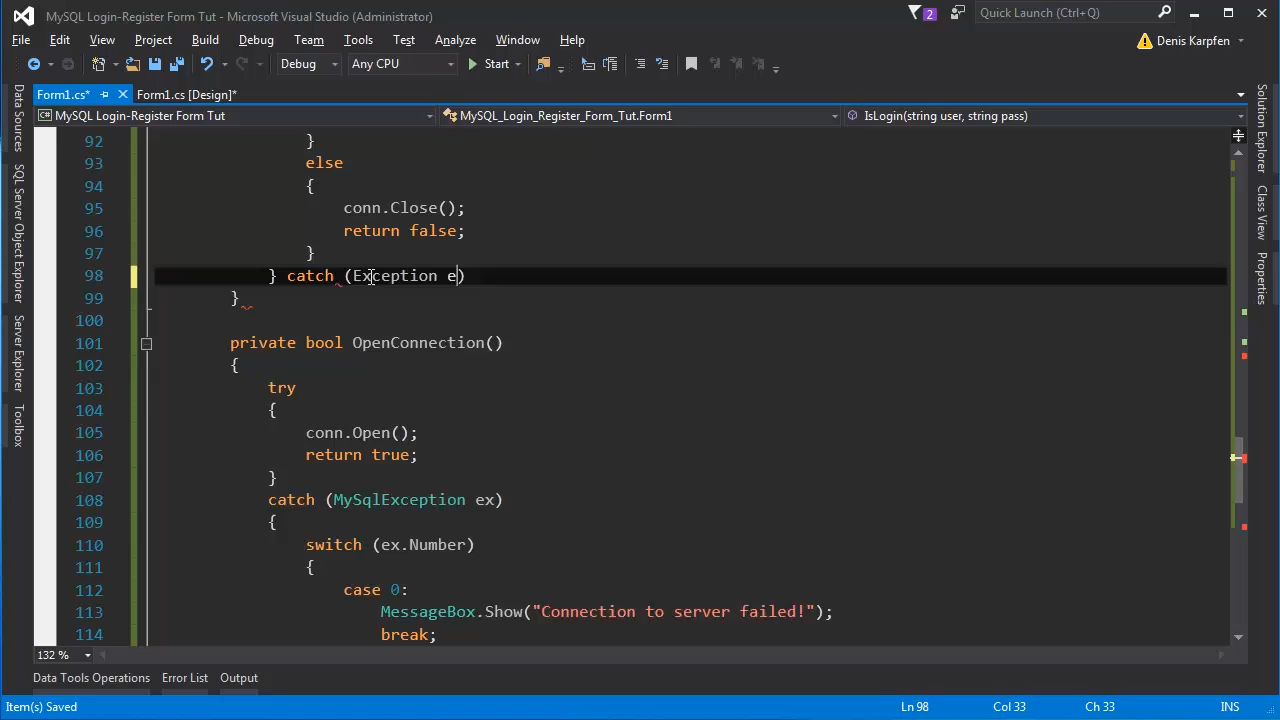 MySQL Login-Register Form Tut - Microsoft Visual Studio (Administrator)
2
Quick Launch (Ctrl+Q)
File Edit View Project Build Debug Team Tools Test Analyze Window Help
Denis Karpfen
Debug Any CPU Start
Form1.cs* Form1.cs [Design]*
C# MySQL Login-Register Form Tut MySQL_Login_Register_Form_Tut.Form1 IsLogin(string user, string pass)
Data Sources
SQL Server Object Explorer
Server Explorer
Toolbox
92 }
93 else
94 {
95 conn.Close();
96 return false;
97 }
98 } catch (Exception e)
99 }
100
101 private bool OpenConnection()
102 {
103 try
104 {
105 conn.Open();
106 return true;
107 }
108 catch (MySqlException ex)
109 {
110 switch (ex.Number)
111 {
112 case 0:
113 MessageBox.Show("Connection to server failed!");
114 break;
Solution Explorer
Class View
Properties
132 %
Data Tools Operations Error List Output
Item(s) Saved Ln 98 Col 33 Ch 33 INS